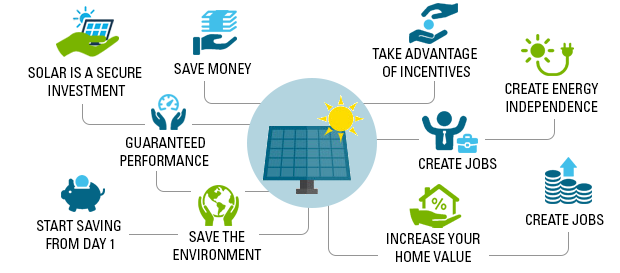 SOLAR IS A SECURE
INVESTMENT
SAVE MONEY
TAKE ADVANTAGE
OF INCENTIVES
CREATE ENERGY
INDEPENDENCE
GUARANTEED
PERFORMANCE
CREATE JOBS
START SAVING
FROM DAY 1
SAVE THE
ENVIRONMENT
%
INCREASE YOUR
HOME VALUE
CREATE JOBS